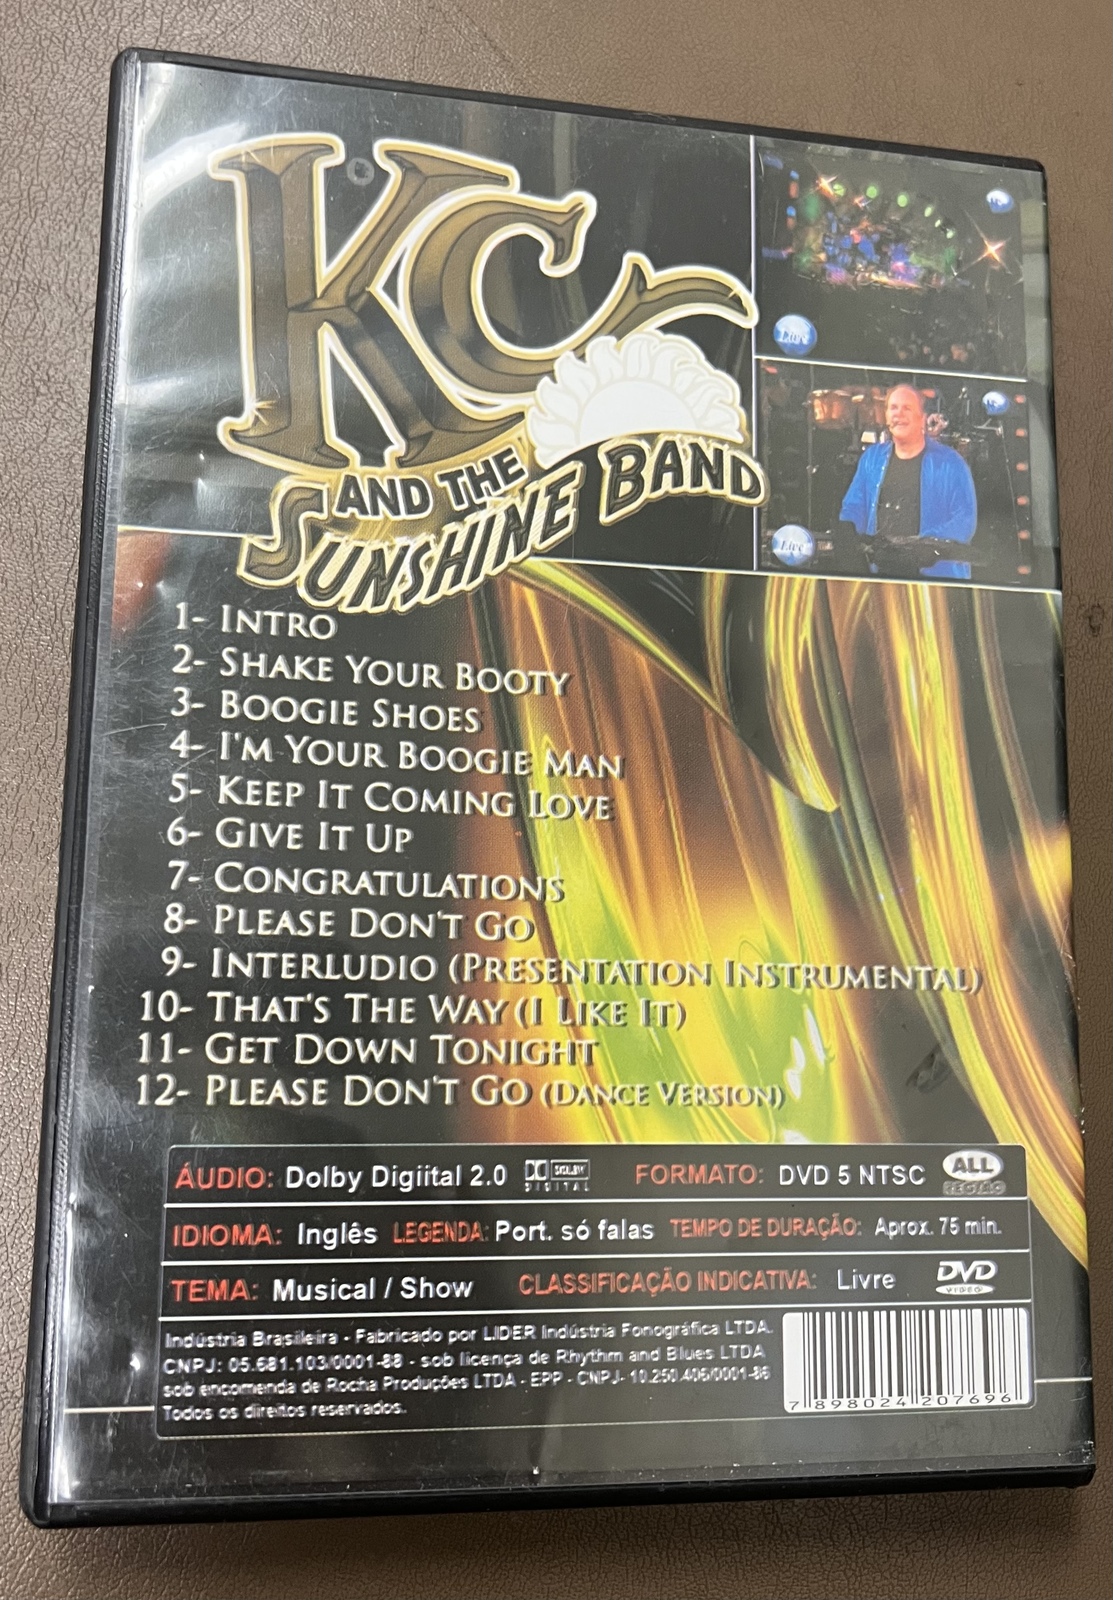 KC
AND THE
SUNSHINE BAND
Live
Live
1- INTRO
2- SHAKE YOUR BOOTY
3- BOOGIE SHOES
4- I'M YOUR BOOGIE MAN
5- KEEP IT COMING LOVE
6- GIVE IT UP
7- CONGRATULATIONS
8- PLEASE DON'T GO
9- INTERLUDIO (PRESENTATION INSTRUMENTAL)
10- THAT'S THE WAY (I LIKE IT)
11- GET DOWN TONIGHT
12- PLEASE DON'T GO (DANCE VERSION)
ÁUDIO: Dolby Digiital 2.0 DOLBY DIGITAL FORMATO: DVD 5 NTSC ALL REGIÃO
IDIOMA: Inglês LEGENDA: Port. só falas TEMPO DE DURAÇÃO: Aprox. 75 min.
TEMA: Musical / Show CLASSIFICAÇÃO INDICATIVA: Livre DVD VIDEO
Indústria Brasileira - Fabricado por LIDER Indústria Fonográfica LTDA.
CNPJ: 05.681.103/0001-88 - sob licença de Rhythm and Blues LTDA
sob encomenda de Rocha Produções LTDA - EPP - CNPJ- 10.250.406/0001-86
Todos os direitos reservados.
7 898024 207696